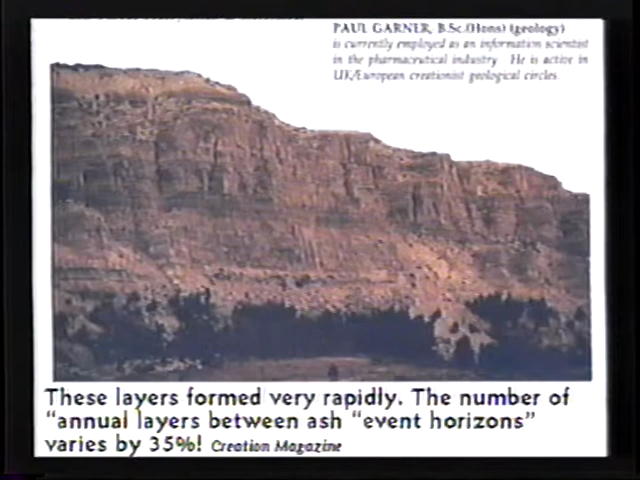 PAUL GARNER, B.Sc.(Hons) (geology)
is currently employed as an information scientist
in the pharmaceutical industry. He is active in
UK/European creationist geological circles.
These layers formed very rapidly. The number of
“annual layers between ash “event horizons”
varies by 35%! Creation Magazine